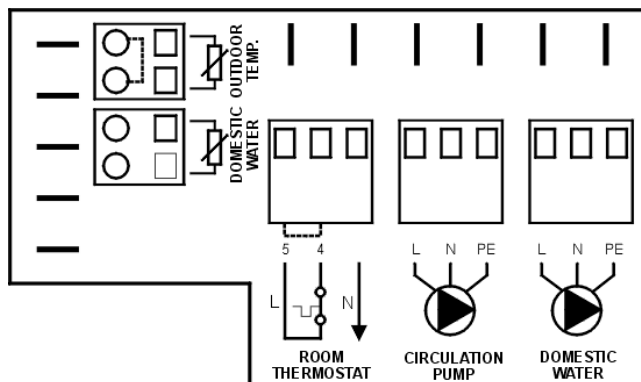 OUTDOOR
TEMP.
DOMESTIC
WATER
5 4
L N PE
L N PE
L N
ROOM
THERMOSTAT
CIRCULATION
PUMP
DOMESTIC
WATER